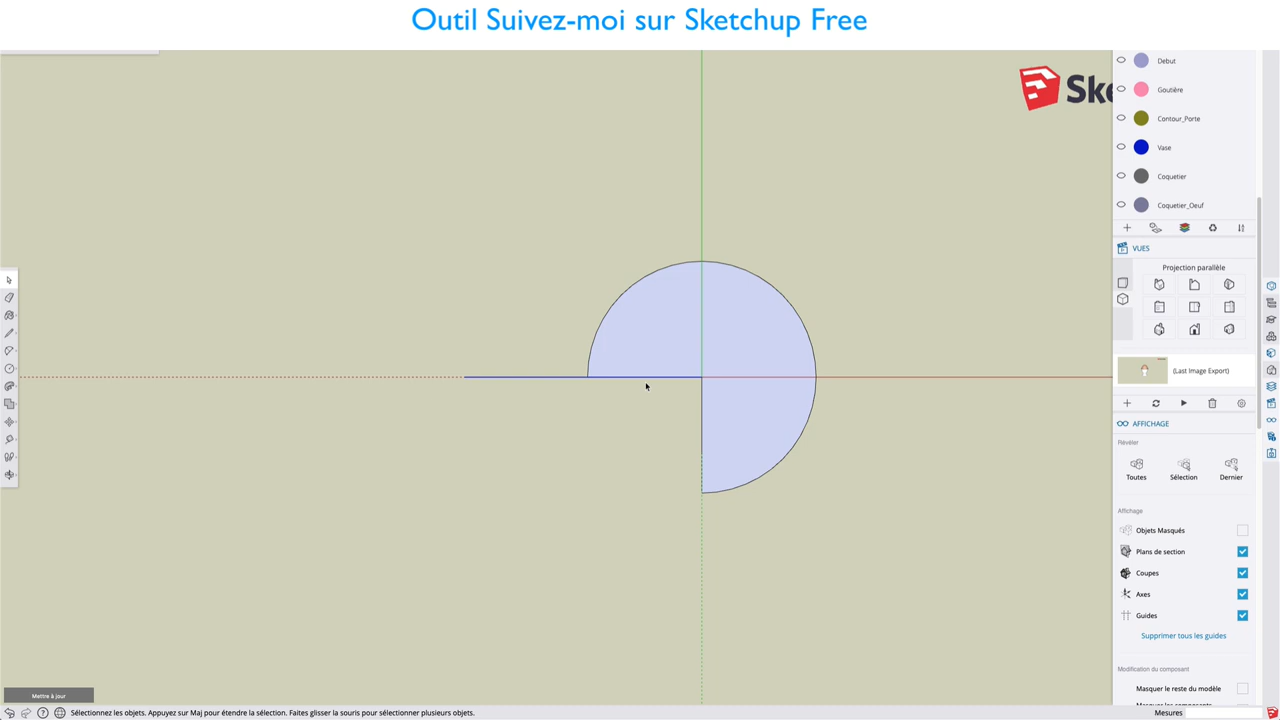 Outil Suivez-moi sur Sketchup Free
Ske
Debut
Goutière
Contour_Porte
Vase
Coquetier
Coquetier_Oeuf
VUES
Projection parallèle
(Last Image Export)
AFFICHAGE
Révéler
Toutes
Sélection
Dernier
Affichage
Objets Masqués
Plans de section
Coupes
Axes
Guides
Supprimer tous les guides
Modification du composant
Masquer le reste du modèle
Mettre à jour
Sélectionnez les objets. Appuyez sur Maj pour étendre la sélection. Faites glisser la souris pour sélectionner plusieurs objets.
Mesures